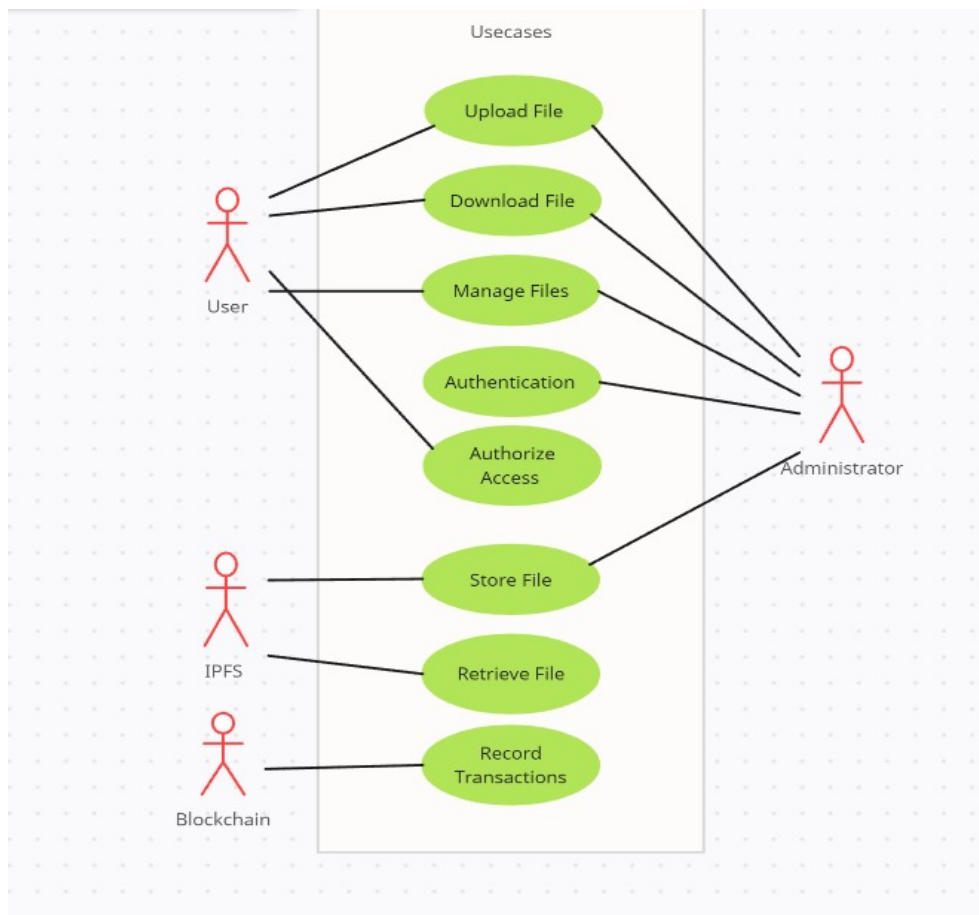 Usecases
Upload File
Download File
Manage Files
Authentication
Authorize
Access
Store File
Retrieve File
Record
Transactions
User
IPFS
Blockchain
Administrator